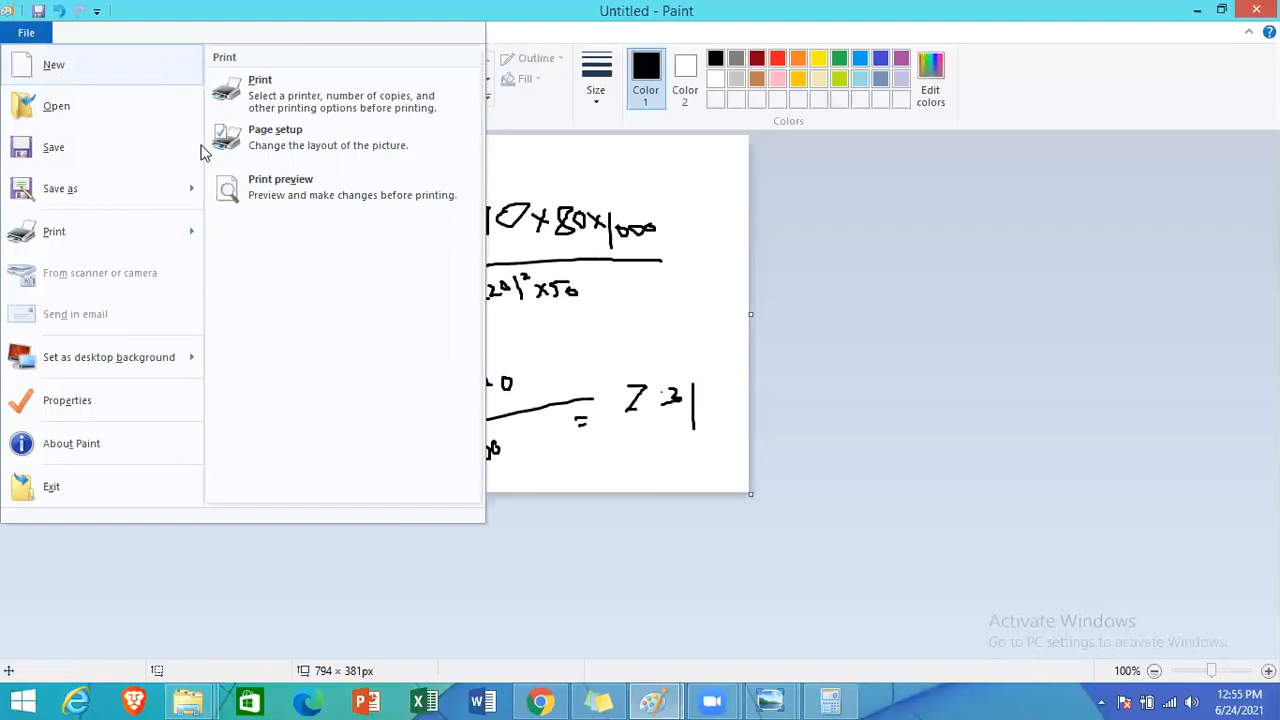 Untitled - Paint
File
New
Open
Save
Save as
Print
From scanner or camera
Send in email
Set as desktop background
Properties
About Paint
Exit
Print
Print
Select a printer, number of copies, and
other printing options before printing.
Page setup
Change the layout of the picture.
Print preview
Preview and make changes before printing.
Outline
Fill
Size
Color
1
Color
2
Edit
colors
Colors
10x80x1000
201² x50
=
Activate Windows
Go to PC settings to activate Windows.
794 × 381px
100%
12:55 PM
6/24/2021